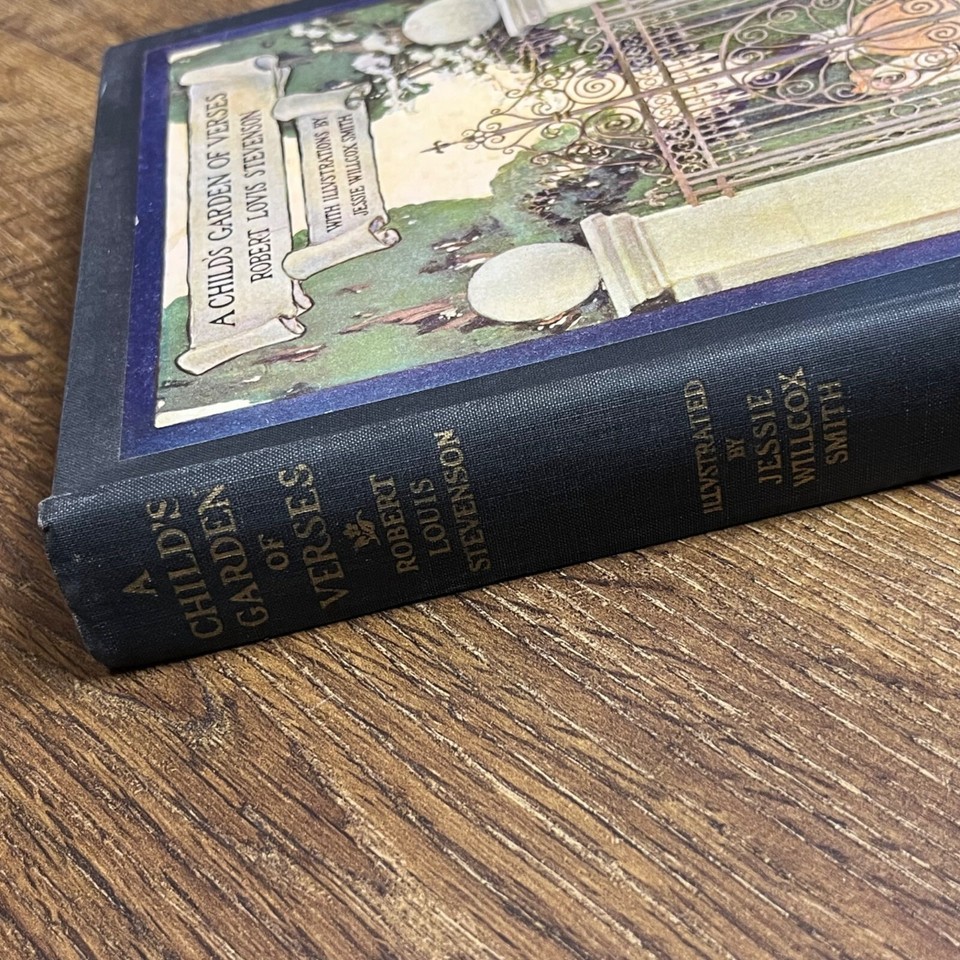 A CHILD'S GARDEN OF VERSES
ROBERT LOUIS STEVENSON
WITH ILLUSTRATIONS BY
JESSIE WILLCOX SMITH
A
CHILD'S
GARDEN
OF
VERSES
ROBERT
LOUIS
STEVENSON
ILLVSTRATED
BY
JESSIE
WILLCOX
SMITH